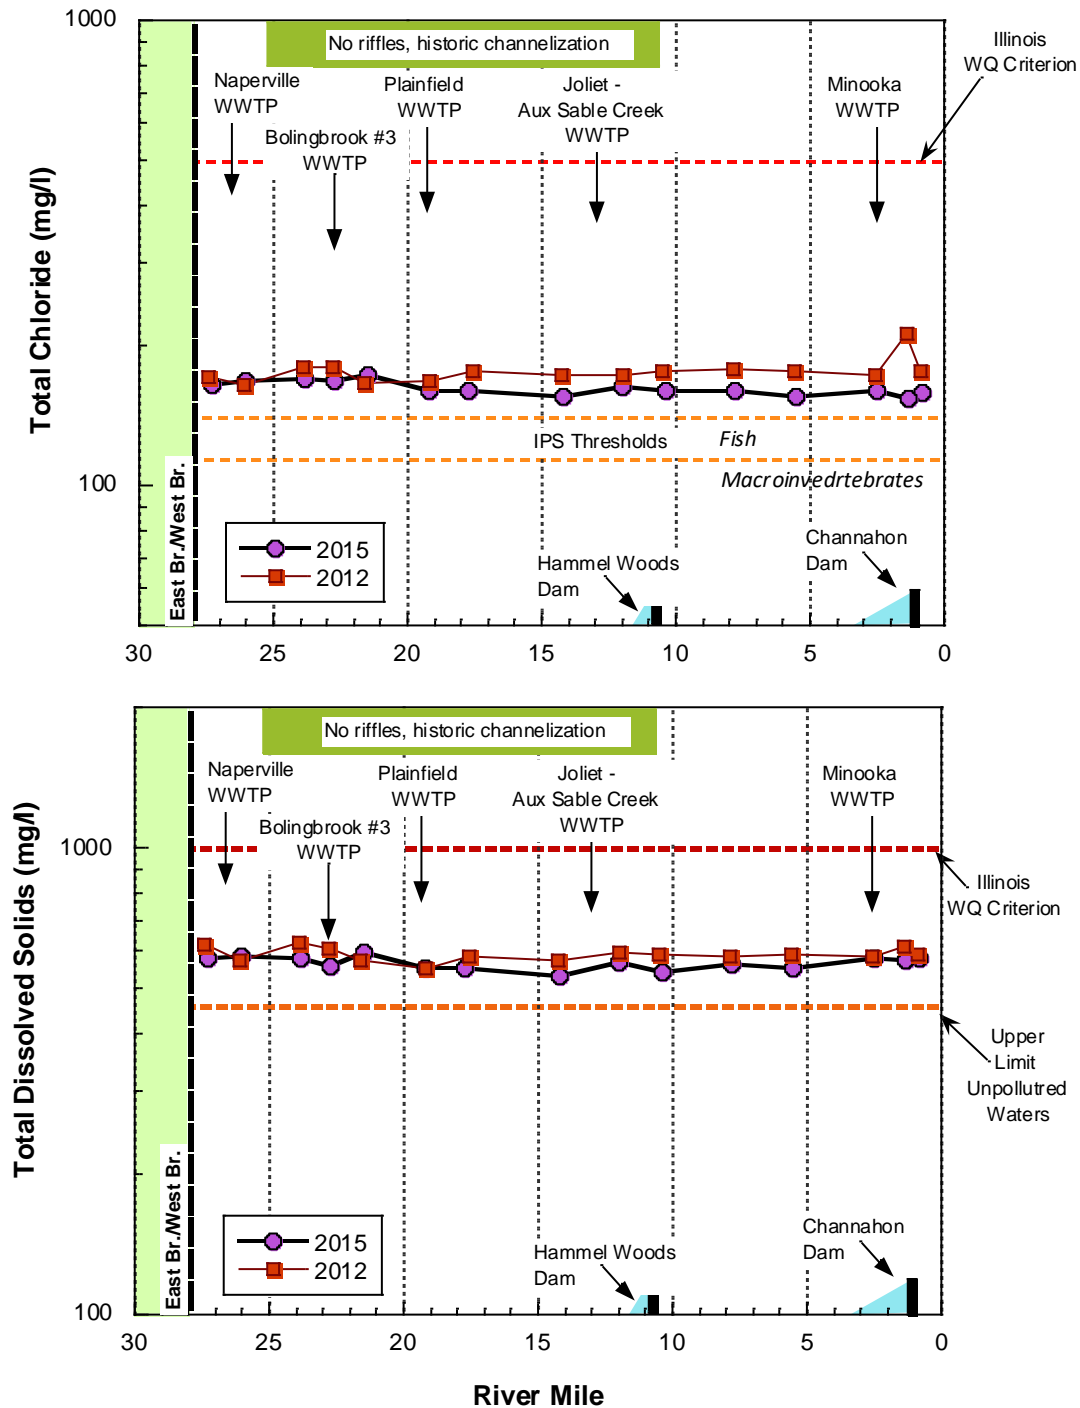 1000
No riffles, historic channelization
Illinois
WQ Criterion
Naperville
WWTP
Plainfield
WWTP
Joliet -
Aux Sable Creek
WWTP
Minooka
WWTP
Bolingbrook #3
WWTP
Total Chloride (mg/l)
IPS Thresholds
Fish
Macroinvedrtebrates
100
East Br./West Br.
2015
2012
Hammel Woods
Dam
Channahon
Dam
30 25 20 15 10 5 0
No riffles, historic channelization
Naperville
WWTP
Plainfield
WWTP
Joliet -
Aux Sable Creek
WWTP
Minooka
WWTP
Bolingbrook #3
WWTP
1000
Illinois
WQ Criterion
Total Dissolved Solids (mg/l)
Upper
Limit
Unpollutred
Waters
East Br./West Br.
2015
2012
Hammel Woods
Dam
Channahon
Dam
100
30 25 20 15 10 5 0
River Mile